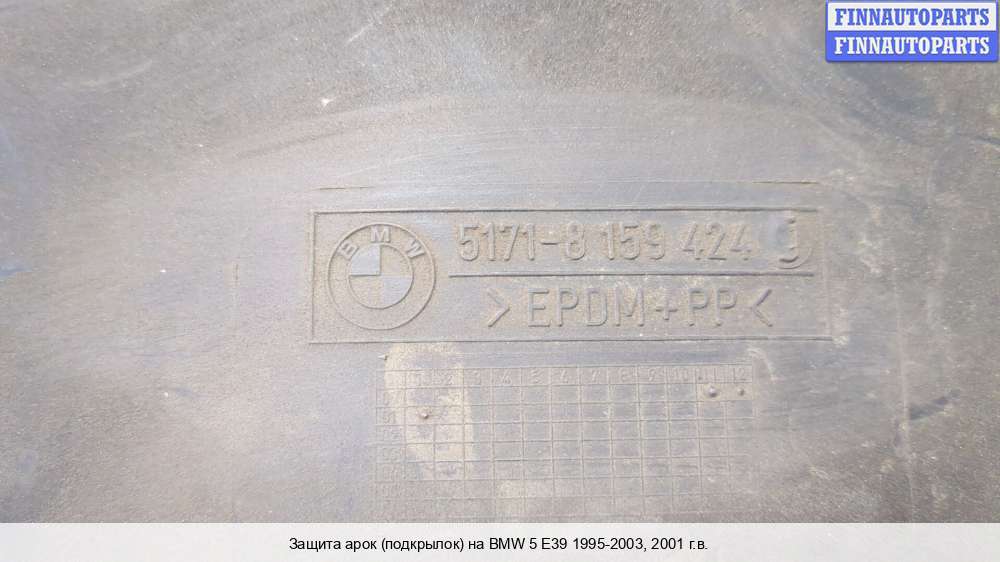 FINNAUTOPARTS
FINNAUTOPARTS
BMW
5171-8 159 424 j
>EPDM+PP<
1 2 3 4 5 6 7 8 9 10 11 12
Защита арок (подкрылок) на BMW 5 E39 1995-2003, 2001 г.в.